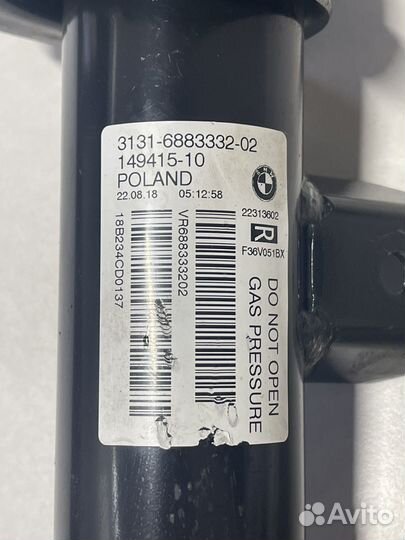 3131-6883332-02
149415-10
POLAND
22.08.18 05:12:58
BMW
22313602
R
F36V051BX
18B234CD0137
VR688333202
DO NOT OPEN
GAS PRESSURE
Avito